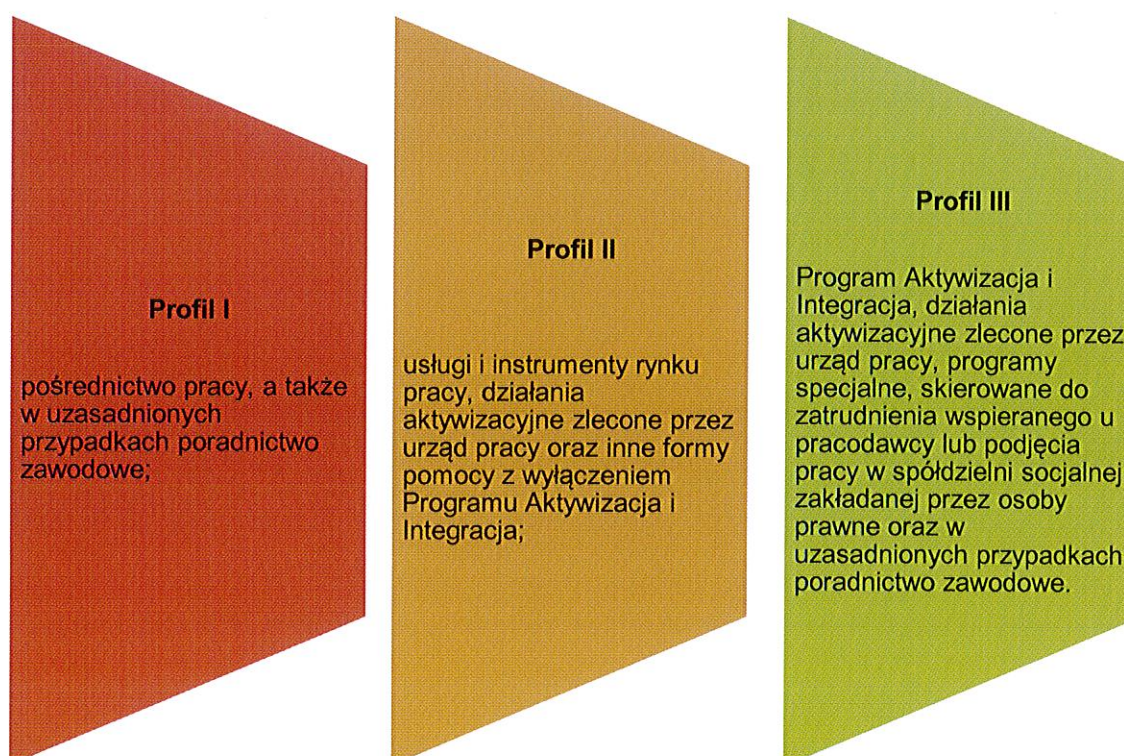 Profil I
pośrednictwo pracy, a także
w uzasadnionych
przypadkach poradnictwo
zawodowe;
Profil II
usługi i instrumenty rynku
pracy, działania
aktywizacyjne zlecone przez
urząd pracy oraz inne formy
pomocy z wyłączeniem
Programu Aktywizacja i
Integracja;
Profil III
Program Aktywizacja i
Integracja, działania
aktywizacyjne zlecone przez
urząd pracy, programy
specjalne, skierowane do
zatrudnienia wspieranego u
pracodawcy lub podjęcia
pracy w spółdzielni socjalnej
zakładanej przez osoby
prawne oraz w
uzasadnionych przypadkach
poradnictwo zawodowe.